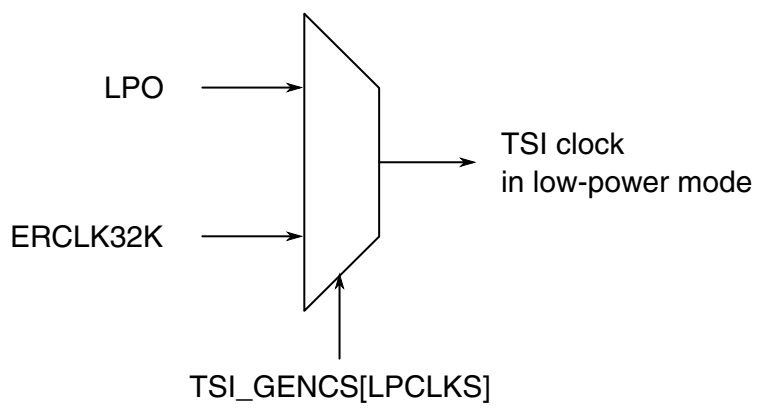 LPO
TSI clock
in low-power mode
ERCLK32K
TSI_GENCS[LPCLKS]